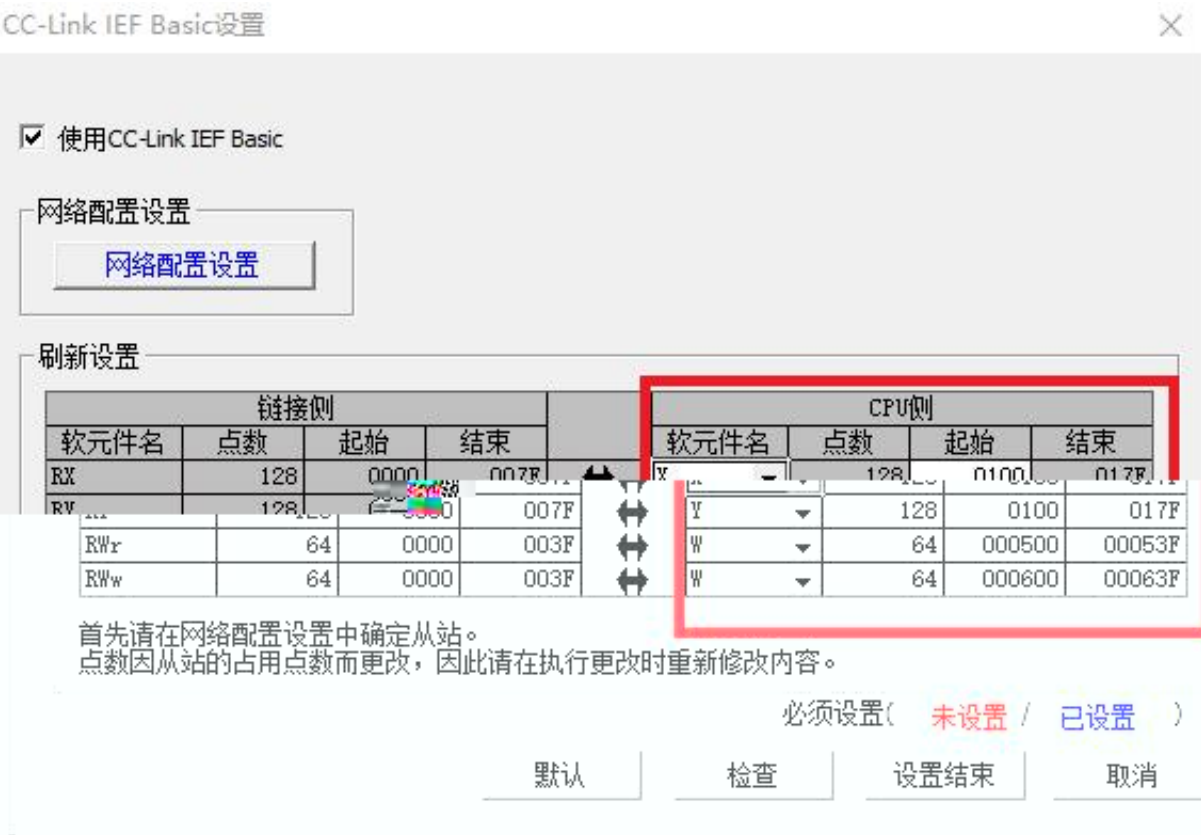 CC-Link IEF Basic设置
使用CC-Link IEF Basic
网络配置设置
网络配置设置
刷新设置
链接侧 CPU侧
软元件名 点数 起始 结束 软元件名 点数 起始 结束
RX 128 0000 007F X 128 0100 017F
RY 128 007F Y 128 0100 017F
RWr 64 0000 003F W 64 000500 00053F
RWw 64 0000 003F W 64 000600 00063F
首先请在网络配置设置中确定从站。
点数因从站的占用点数而更改，因此请在执行更改时重新修改内容。
必须设置( 未设置 / 已设置 )
默认 检查 设置结束 取消